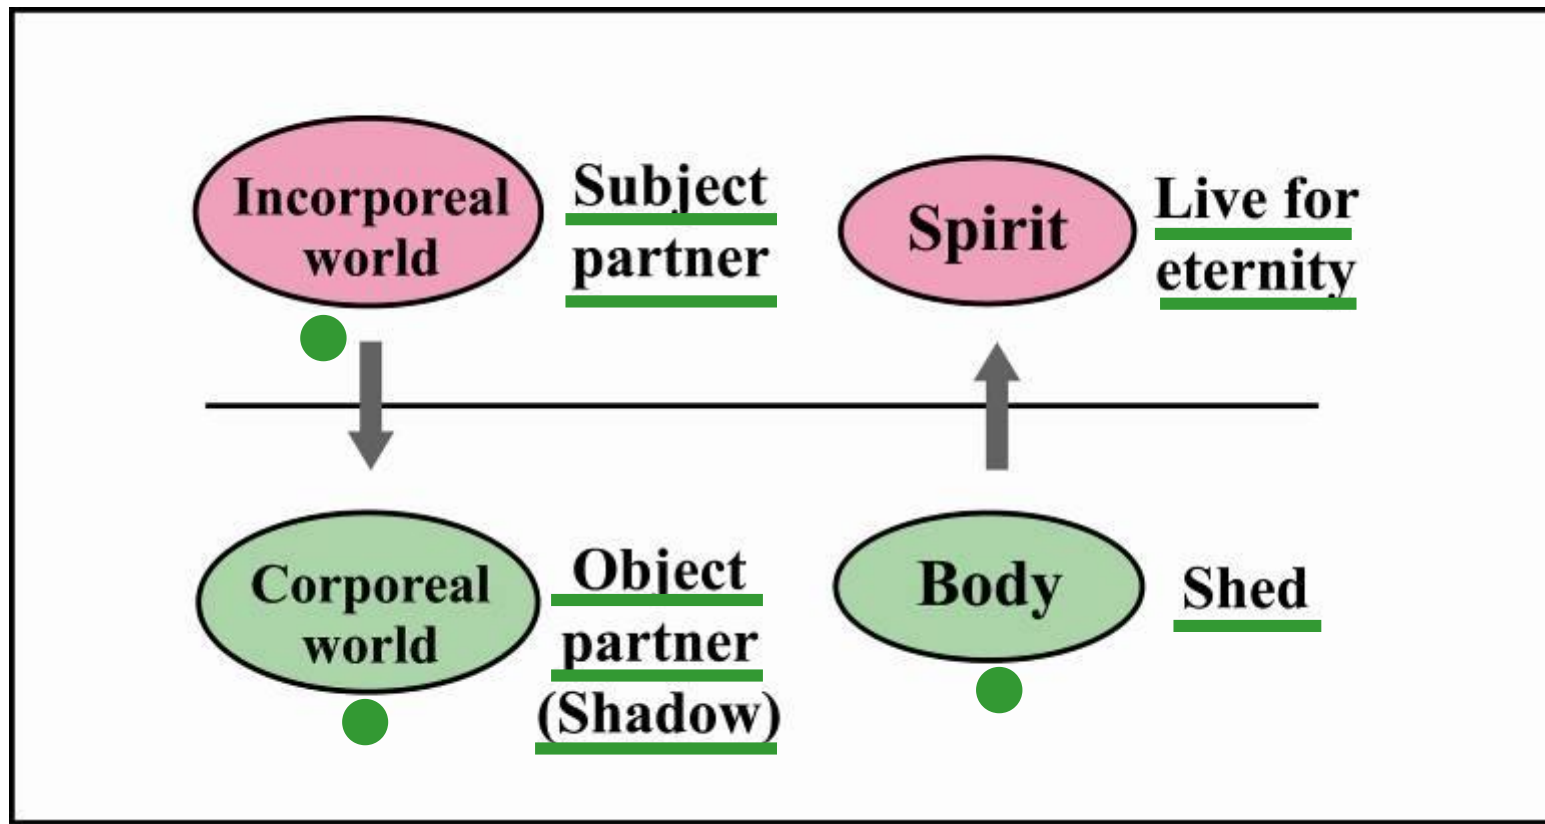 Incorporeal
world
Subject
partner
Spirit
Live for
eternity
Corporeal
world
Object
partner
(Shadow)
Body
Shed